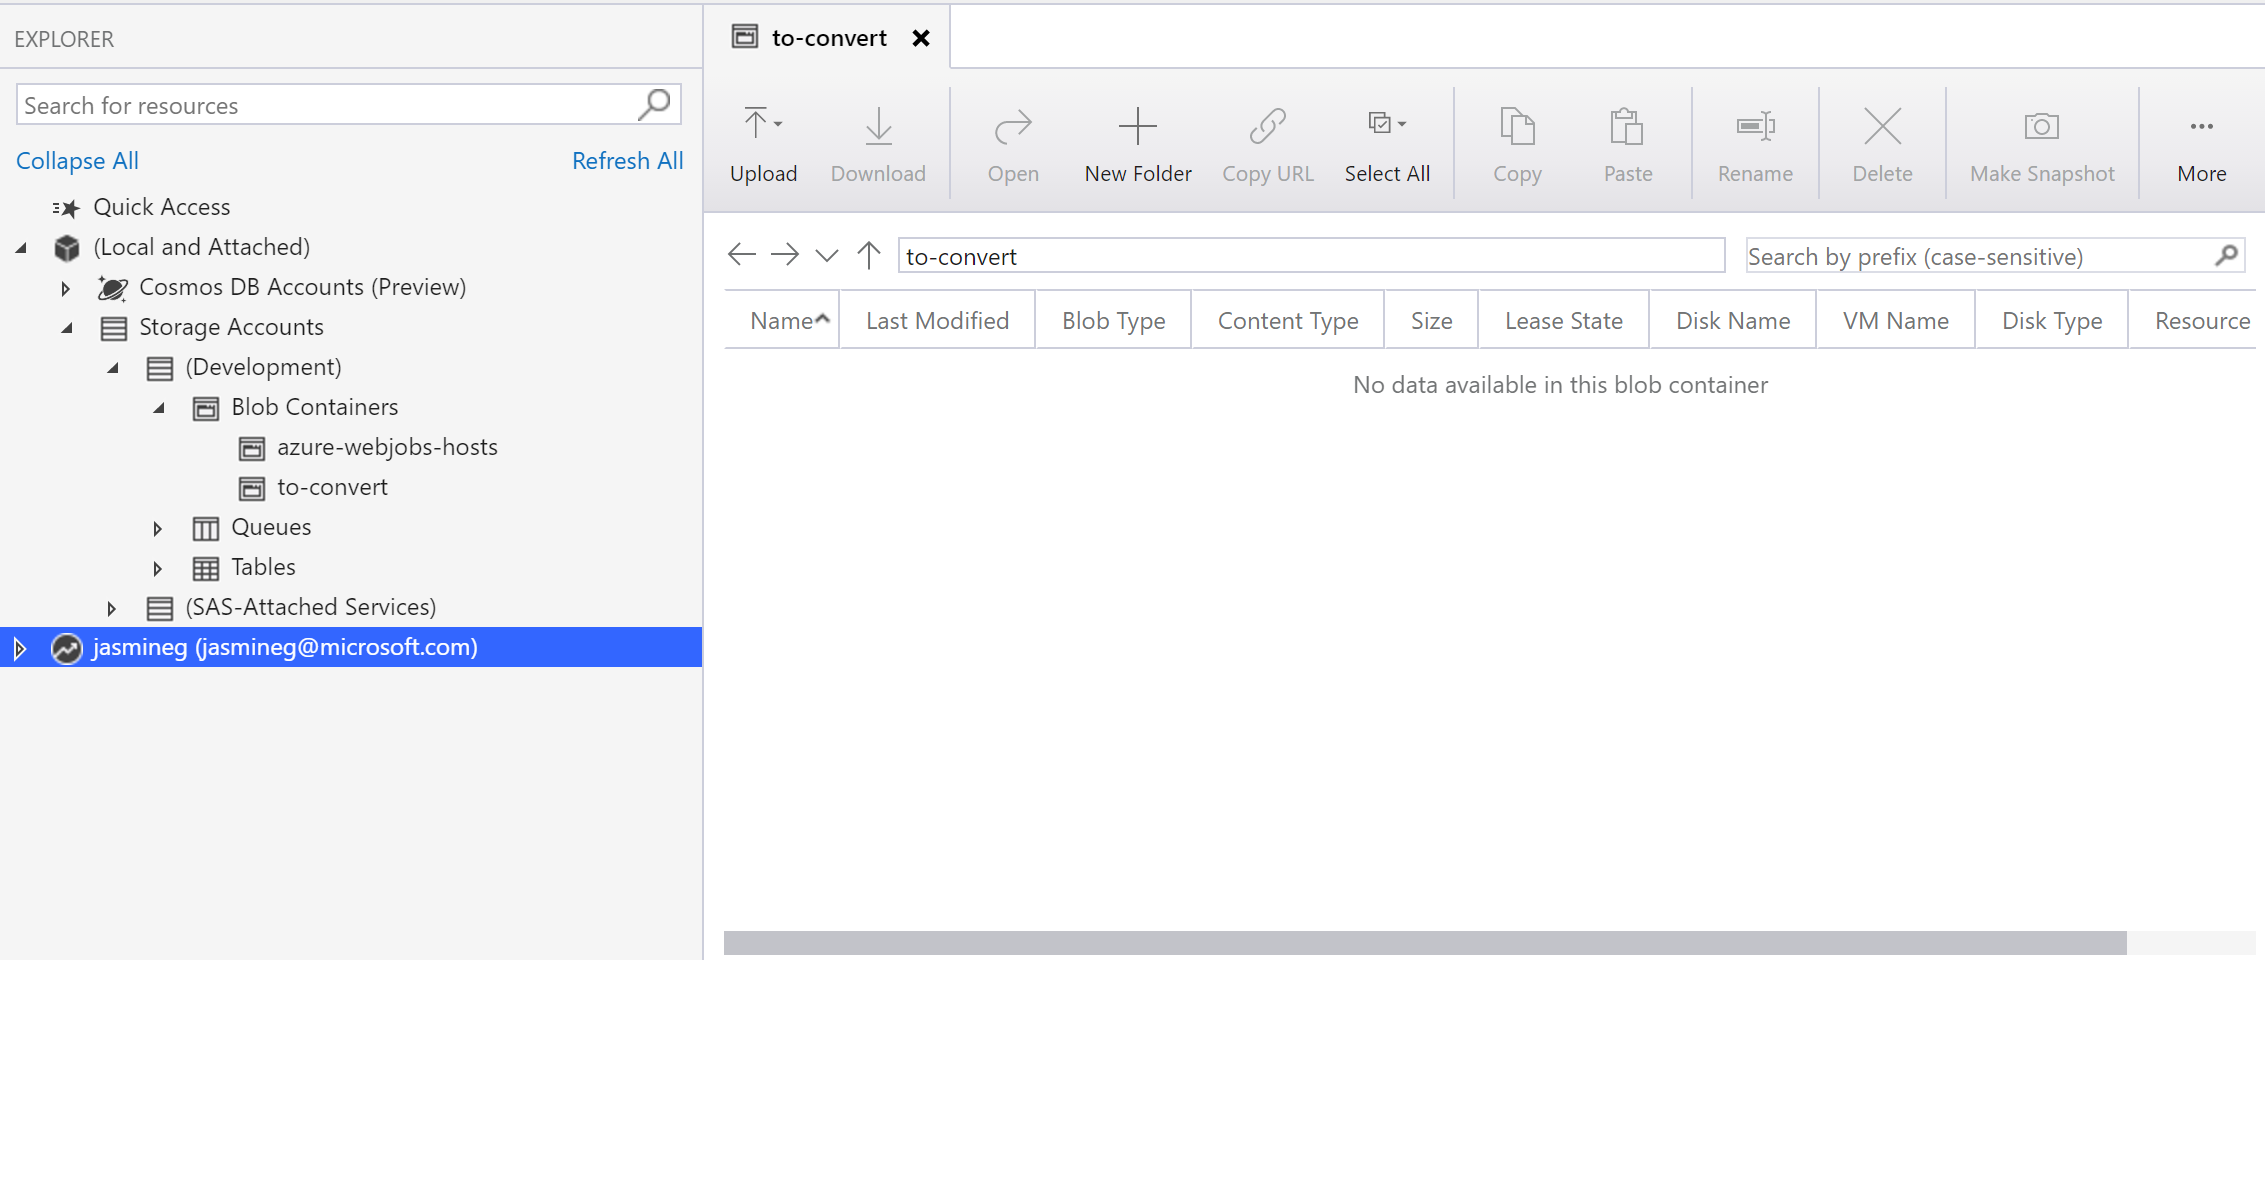 EXPLORER
Search for resources
Collapse All Refresh All
Quick Access
(Local and Attached)
Cosmos DB Accounts (Preview)
Storage Accounts
(Development)
Blob Containers
azure-webjobs-hosts
to-convert
Queues
Tables
(SAS-Attached Services)
jasmineg (jasmineg@microsoft.com)
to-convert
Upload Download Open New Folder Copy URL Select All Copy Paste Rename Delete Make Snapshot More
to-convert Search by prefix (case-sensitive)
Name Last Modified Blob Type Content Type Size Lease State Disk Name VM Name Disk Type Resource
No data available in this blob container